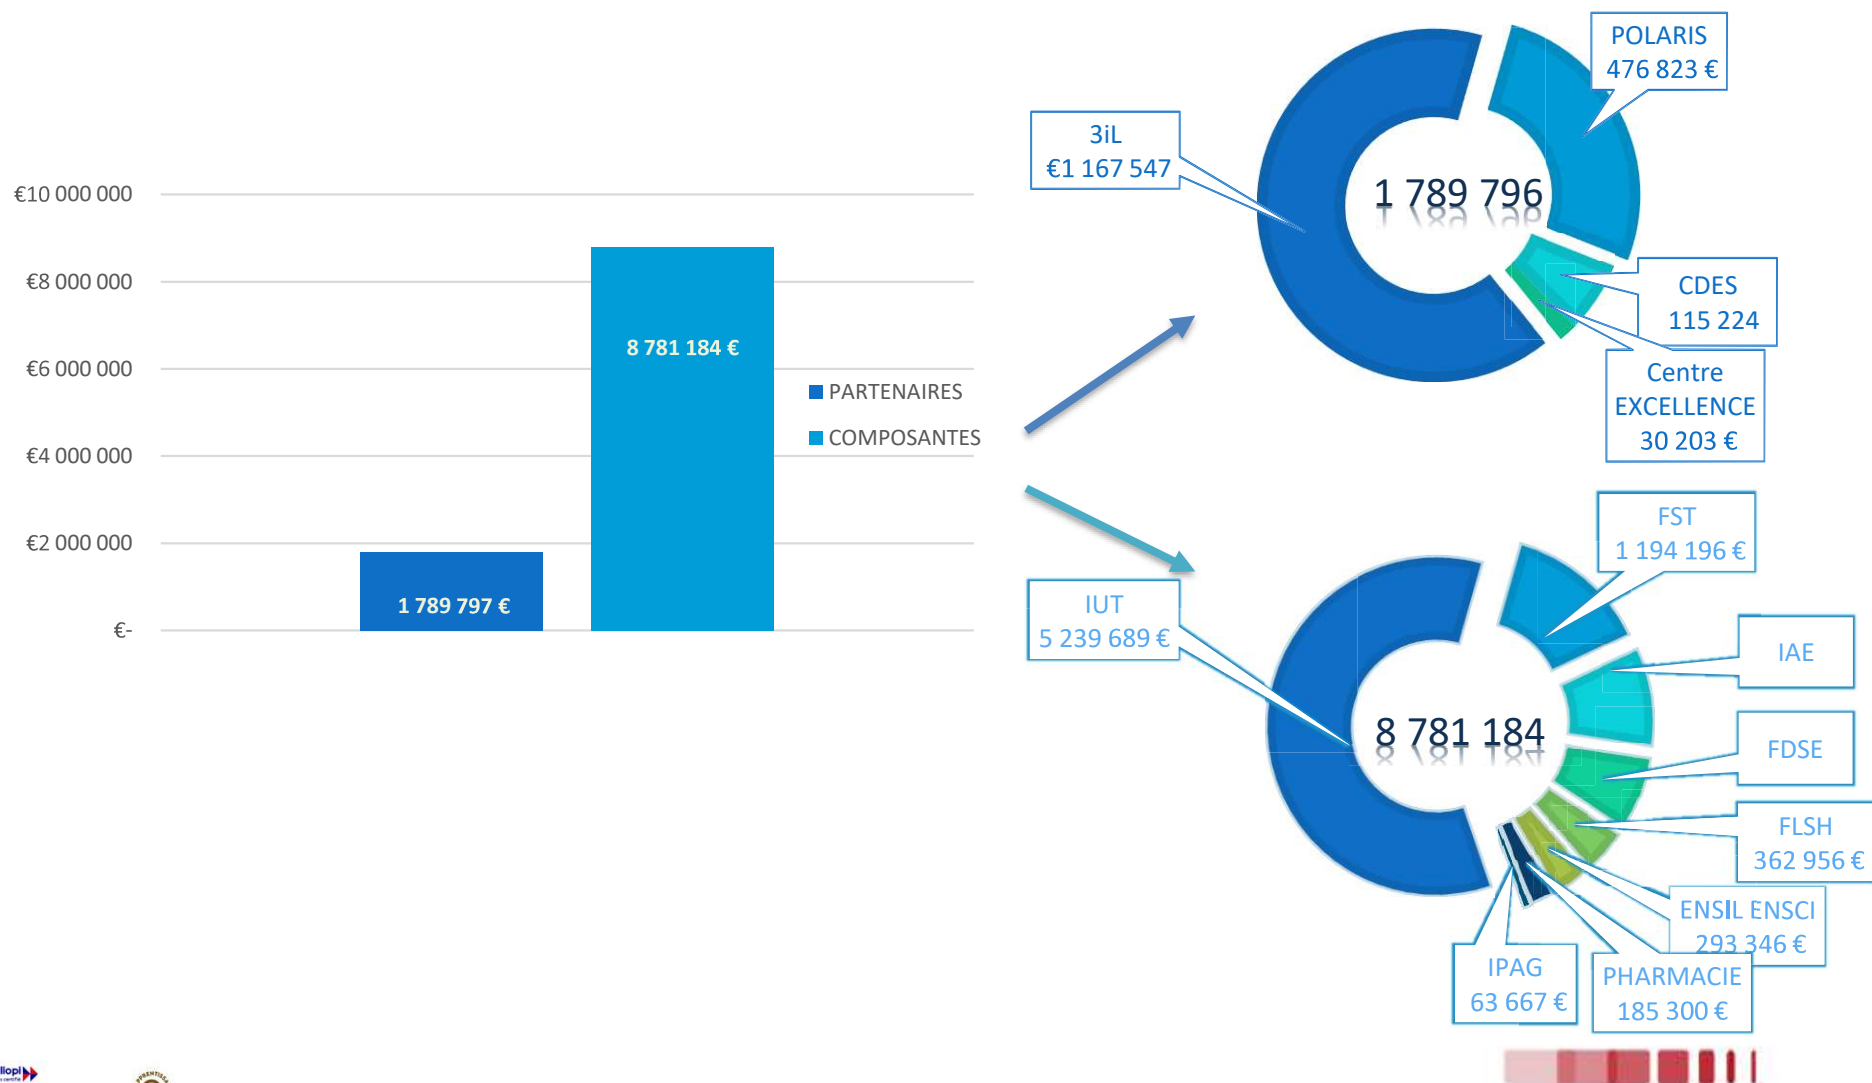 €10 000 000
€8 000 000
€6 000 000
€4 000 000
€2 000 000
€-
1 789 797 €
8 781 184 €
PARTENAIRES
COMPOSANTES
3iL
€1 167 547
POLARIS
476 823 €
1 789 796
CDES
115 224
Centre
EXCELLENCE
30 203 €
FST
1 194 196 €
IUT
5 239 689 €
IAE
8 781 184
FDSE
FLSH
362 956 €
ENSIL ENSCI
293 346 €
IPAG
63 667 €
PHARMACIE
185 300 €